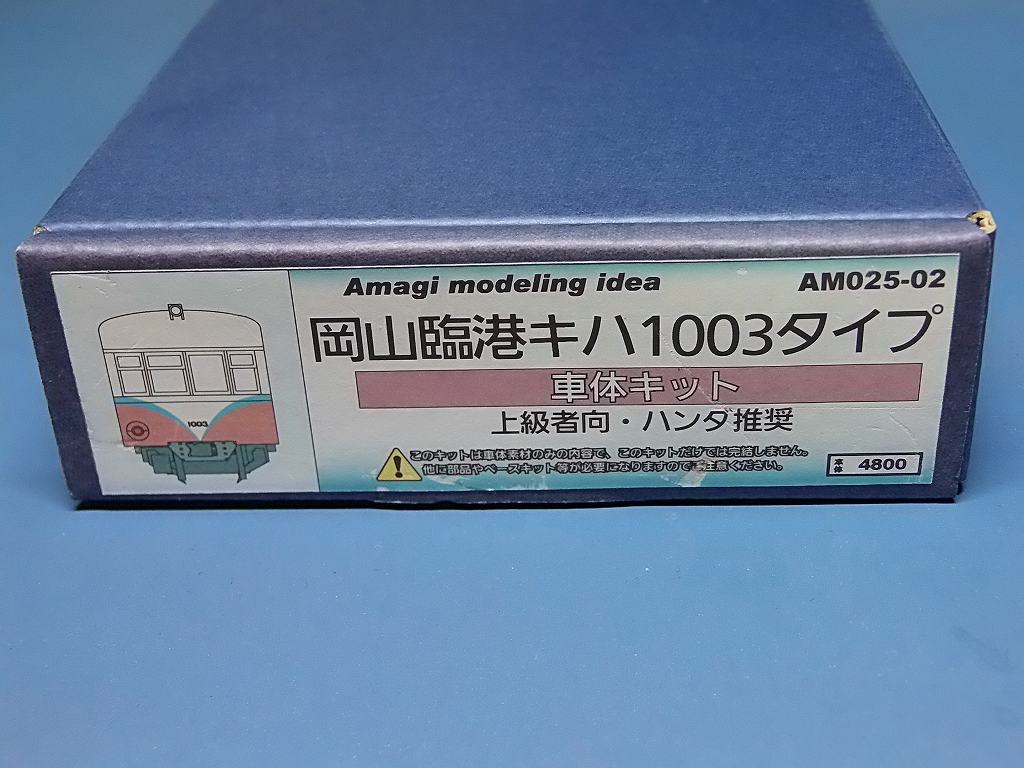 Amagi modeling idea
AM025-02
岡山臨港キハ1003タイプ
車体キット
上級者向・ハンダ推奨
このキットは車体素材のみの内容で、このキットだけでは完結しません。
他に部品やベースキット等が必要になりますのでご注意ください。
本体 4800
1003